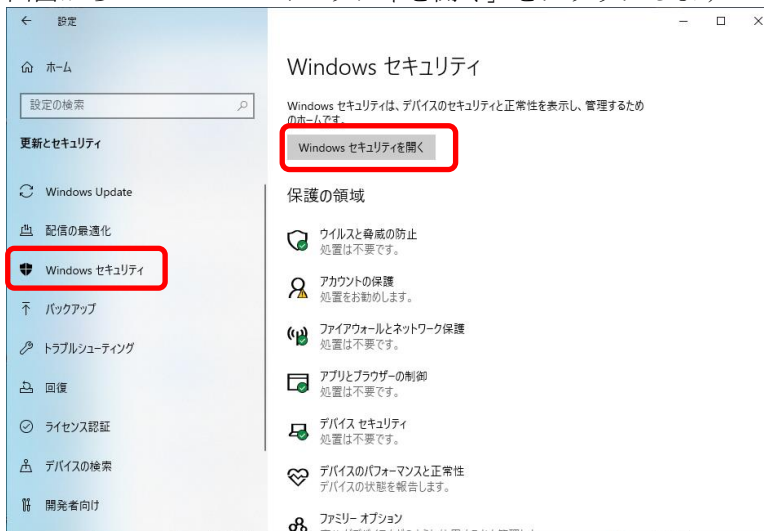 ← 設定
ホーム
設定の検索
更新とセキュリティ
Windows Update
配信の最適化
Windows セキュリティ
バックアップ
トラブルシューティング
回復
ライセンス認証
デバイスの検索
開発者向け
Windows セキュリティ
Windows セキュリティは、デバイスのセキュリティと正常性を表示し、管理するため
のホームです。
Windows セキュリティを開く
保護の領域
ウイルスと脅威の防止
処置は不要です。
アカウントの保護
処置をお勧めします。
ファイアウォールとネットワーク保護
処置は不要です。
アプリとブラウザーの制御
処置は不要です。
デバイス セキュリティ
処置は不要です。
デバイスのパフォーマンスと正常性
デバイスの状態を報告します。
ファミリー オプション